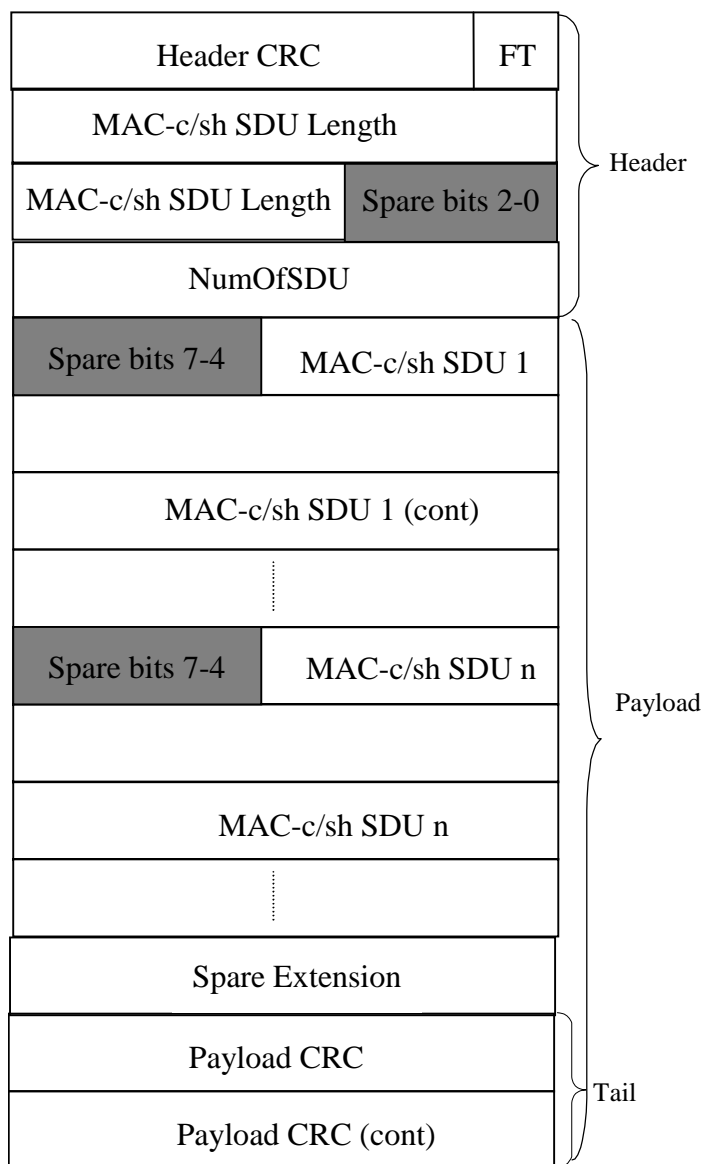 Header CRC FT
MAC-c/sh SDU Length
Header
MAC-c/sh SDU Length Spare bits 2-0
NumOfSDU
Spare bits 7-4 MAC-c/sh SDU 1
MAC-c/sh SDU 1 (cont)
Spare bits 7-4 MAC-c/sh SDU n
Payload
MAC-c/sh SDU n
Spare Extension
Payload CRC
Tail
Payload CRC (cont)